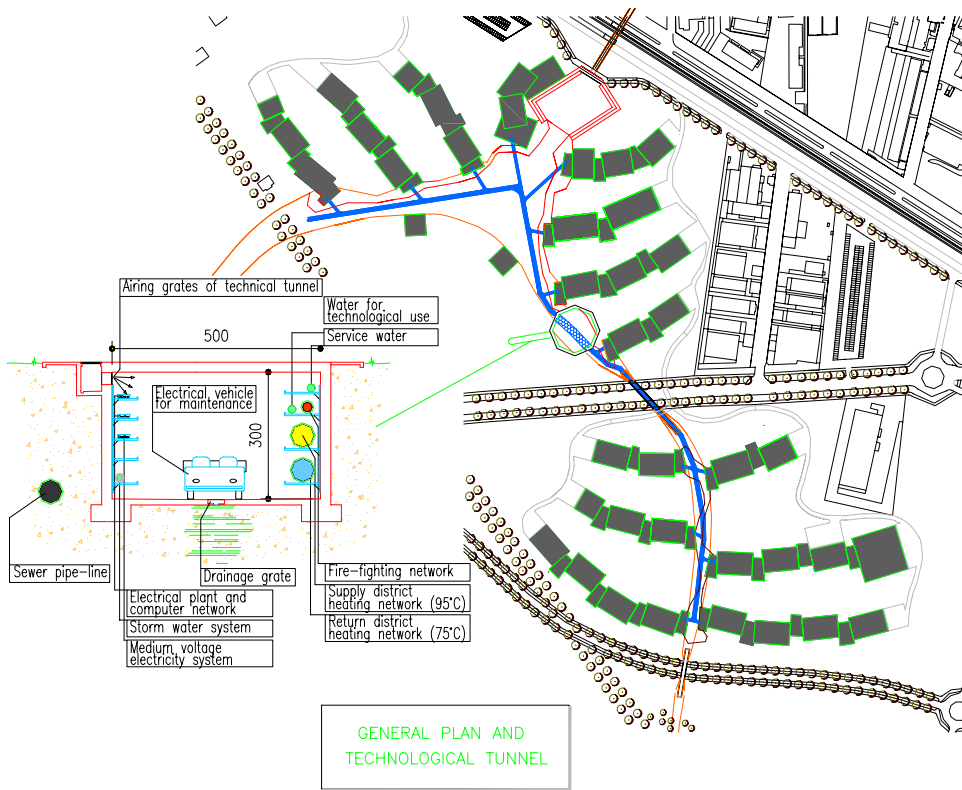 Airing grates of technical tunnel
Water for
technological use
500
Service water
Electrical vehicle
for maintenance
300
Sewer pipe-line
Drainage grate
Fire-fighting network
Electrical plant and
computer network
Supply district
heating network (95°C)
Storm water system
Return district
heating network (75°C)
Medium voltage
electricity system
GENERAL PLAN AND
TECHNOLOGICAL TUNNEL